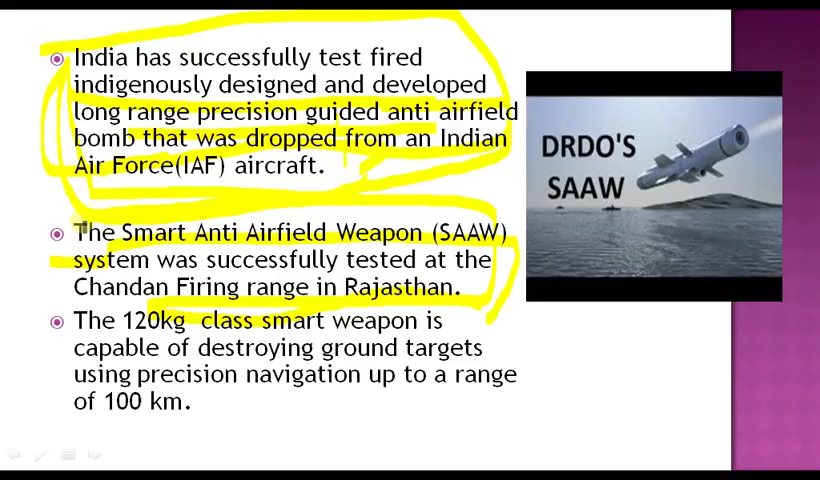 India has successfully test fired
indigenously designed and developed
long range precision guided anti airfield
bomb that was dropped from an Indian
Air Force(IAF) aircraft.
The Smart Anti Airfield Weapon (SAAW)
system was successfully tested at the
Chandan Firing range in Rajasthan.
The 120kg class smart weapon is
capable of destroying ground targets
using precision navigation up to a range
of 100 km.
DRDO'S
SAAW